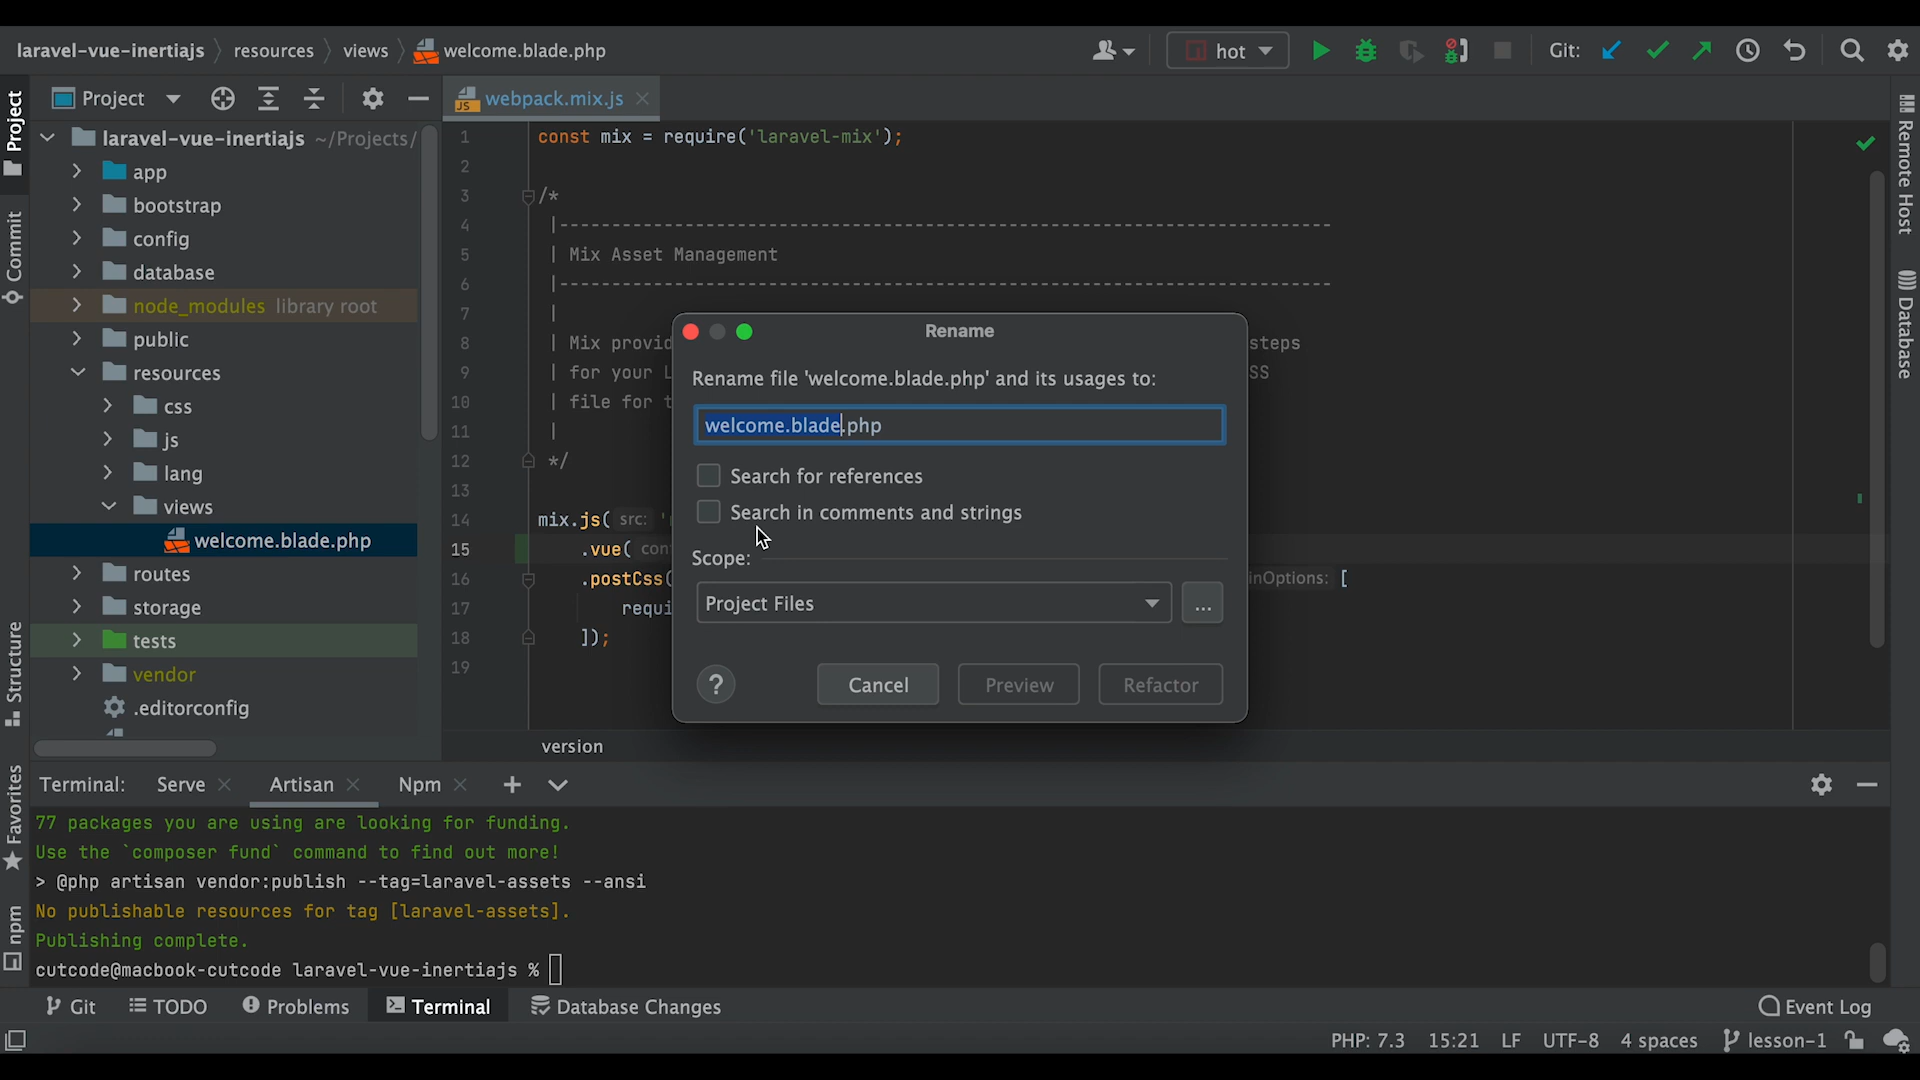 laravel-vue-inertiajs resources views welcome.blade.php hot Git:
Project
webpack.mix.js
Project
Commit
Structure
Favorites
npm
laravel-vue-inertiajs ~/Projects/
app
bootstrap
config
database
node_modules library root
public
resources
css
js
lang
views
welcome.blade.php
routes
storage
tests
vendor
.editorconfig
1 const mix = require('laravel-mix');
2
3 /*
4 |--------------------------------------------------------------------------
5 | Mix Asset Management
6 |--------------------------------------------------------------------------
7 |
8 | Mix provid steps
9 | for your L SS
10 | file for t
11 |
12 */
13
14 mix.js( src: '
15 .vue( con
16 .postCss( inOptions: [
17 requi
18 ]);
19
version
Rename
Rename file 'welcome.blade.php' and its usages to:
welcome.blade.php
Search for references
Search in comments and strings
Scope:
Project Files
...
? Cancel Preview Refactor
Remote Host
Database
Terminal: Serve Artisan Npm
77 packages you are using are looking for funding.
Use the `composer fund` command to find out more!
> @php artisan vendor:publish --tag=laravel-assets --ansi
No publishable resources for tag [laravel-assets].
Publishing complete.
cutcode@macbook-cutcode laravel-vue-inertiajs %
Git TODO Problems Terminal Database Changes Event Log
PHP: 7.3 15:21 LF UTF-8 4 spaces lesson-1